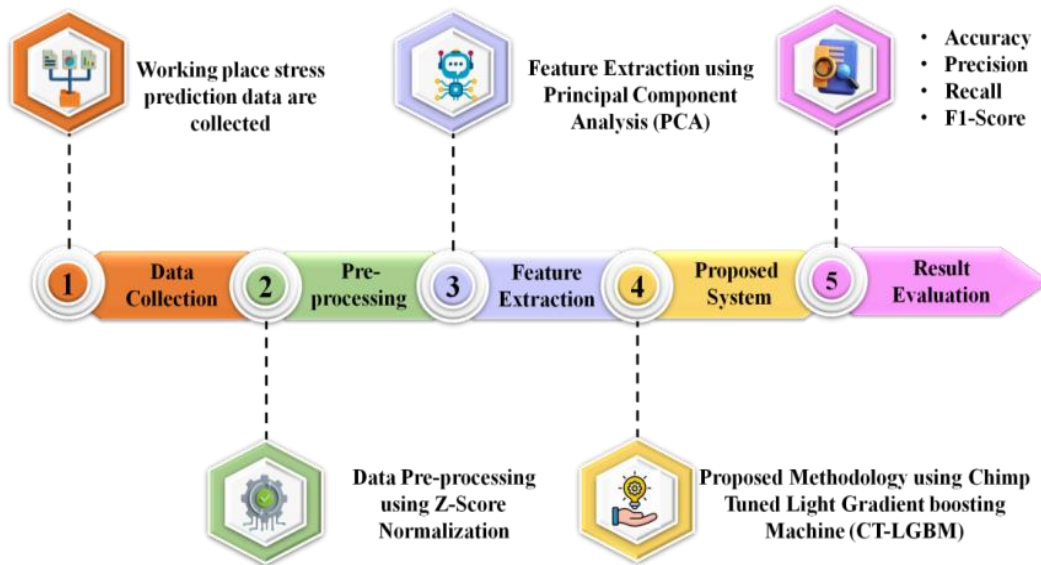 Working place stress
prediction data are
collected
Feature Extraction using
Principal Component
Analysis (PCA)
• Accuracy
• Precision
• Recall
• F1-Score
1
Data
Collection
2
Pre-
processing
3
Feature
Extraction
4
Proposed
System
5
Result
Evaluation
Data Pre-processing
using Z-Score
Normalization
Proposed Methodology using Chimp
Tuned Light Gradient boosting
Machine (CT-LGBM)